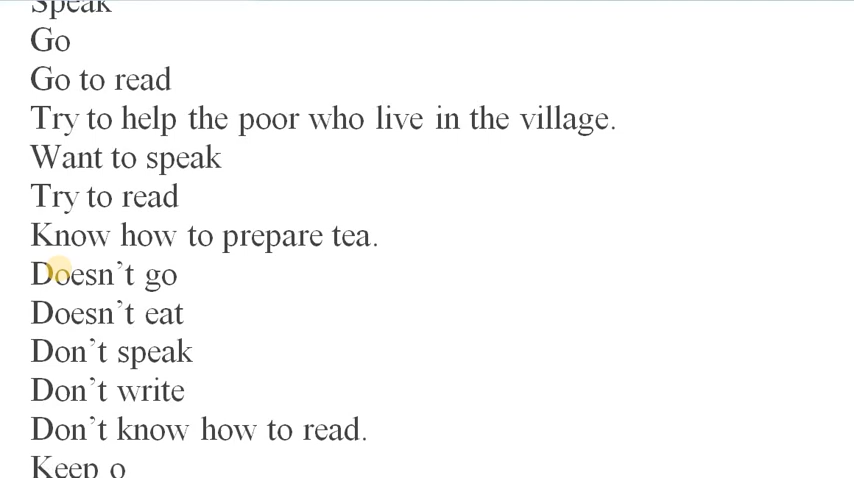 Speak
Go
Go to read
Try to help the poor who live in the village.
Want to speak
Try to read
Know how to prepare tea.
Doesn’t go
Doesn’t eat
Don’t speak
Don’t write
Don’t know how to read.
Keep o